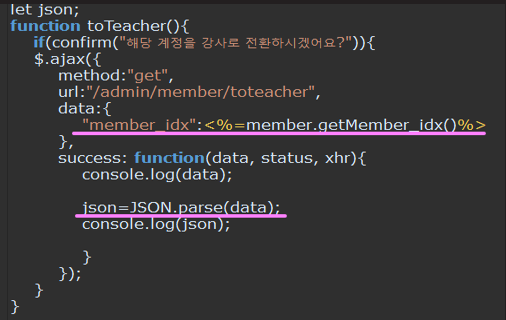 let json;
function toTeacher(){
if(confirm("해당 계정을 강사로 전환하시겠어요?")){
$.ajax({
method:"get",
url:"/admin/member/toteacher",
data:{
"member_idx":<%=member.getMember_idx()%>
},
success: function(data, status, xhr){
console.log(data);
json=JSON.parse(data);
console.log(json);
}
});
}
}